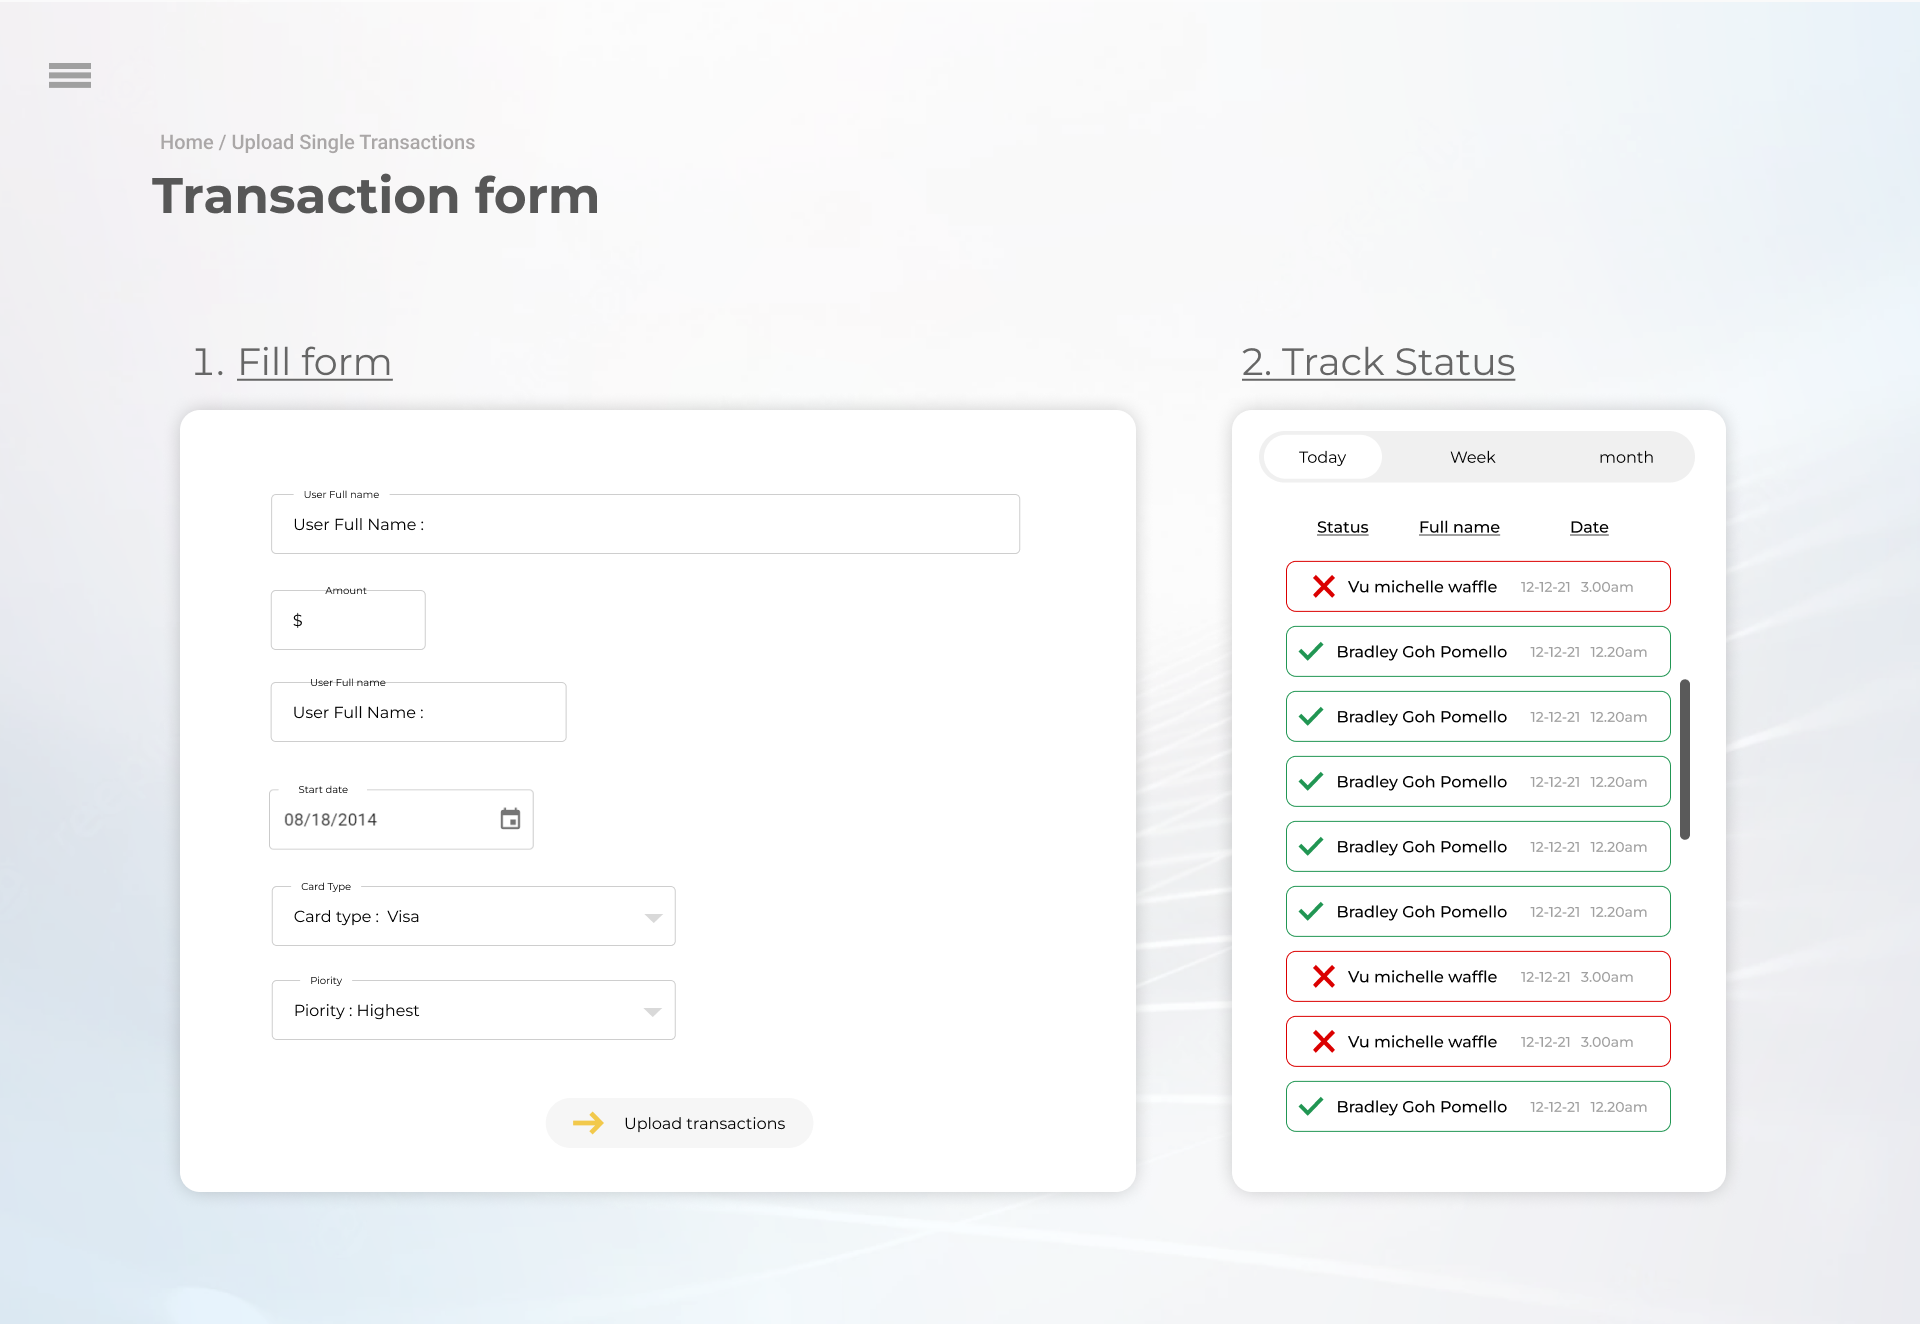 Home / Upload Single Transactions
Transaction form
1. Fill form
User Full name
User Full Name :
Amount
$
User Full name
User Full Name :
Start date
08/18/2014
Card Type
Card type :  Visa
Piority
Piority : Highest
Upload transactions
2. Track Status
Today Week month
Status Full name Date
Vu michelle waffle 12-12-21 3.00am
Bradley Goh Pomello 12-12-21 12.20am
Bradley Goh Pomello 12-12-21 12.20am
Bradley Goh Pomello 12-12-21 12.20am
Bradley Goh Pomello 12-12-21 12.20am
Bradley Goh Pomello 12-12-21 12.20am
Vu michelle waffle 12-12-21 3.00am
Vu michelle waffle 12-12-21 3.00am
Bradley Goh Pomello 12-12-21 12.20am